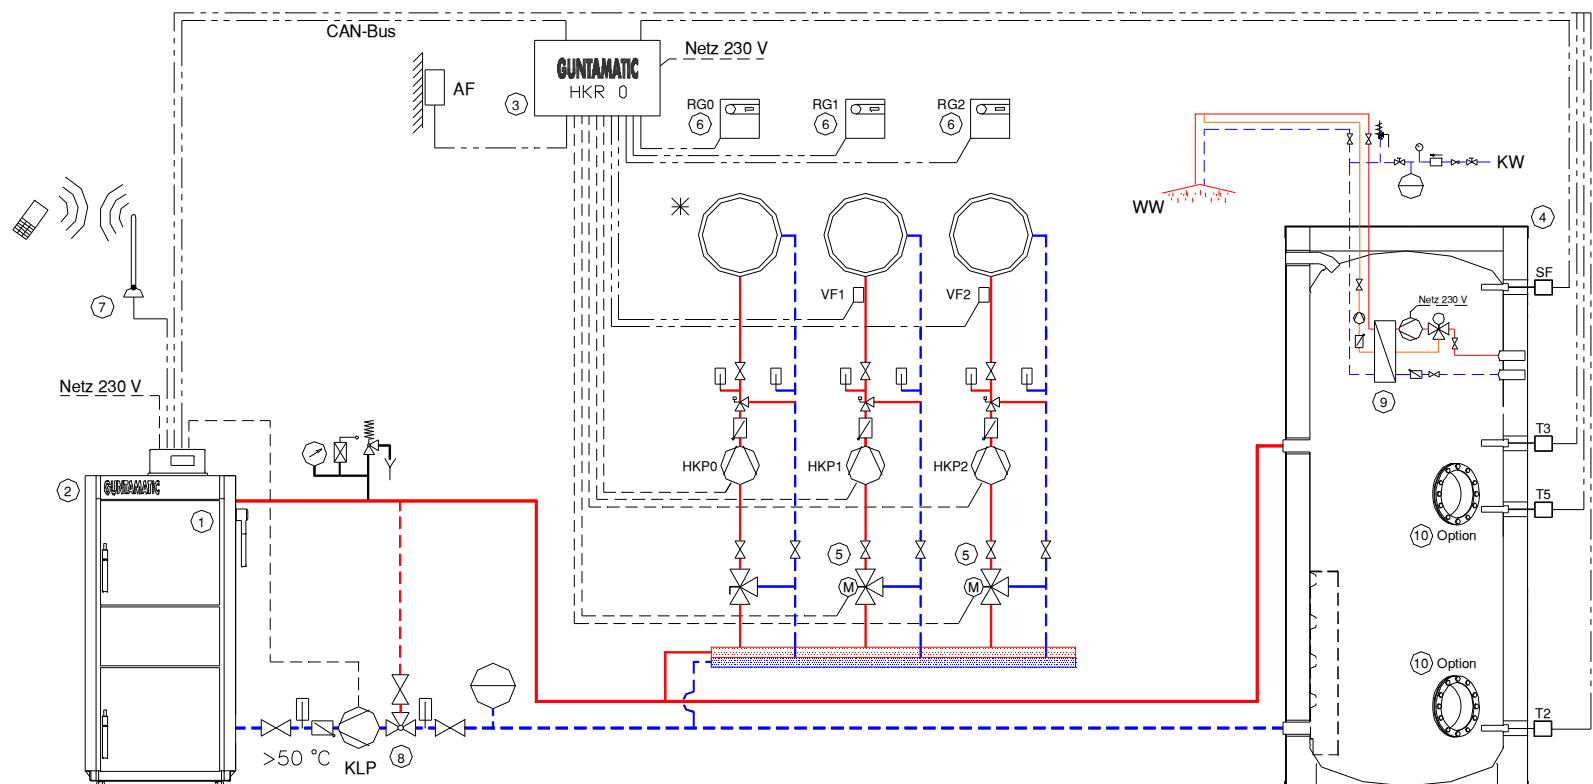 CAN-Bus
Netz 230 V
GUNTAMATIC
HKR 0
3
AF
RG0
6
RG1
6
RG2
6
KW
WW
4
7
VF1
VF2
SF
Netz 230 V
Netz 230 V
9
T3
HKP0
HKP1
HKP2
2
GUNTAMATIC
1
T5
10 Option
5
5
M
M
10 Option
T2
>50 °C
KLP
8